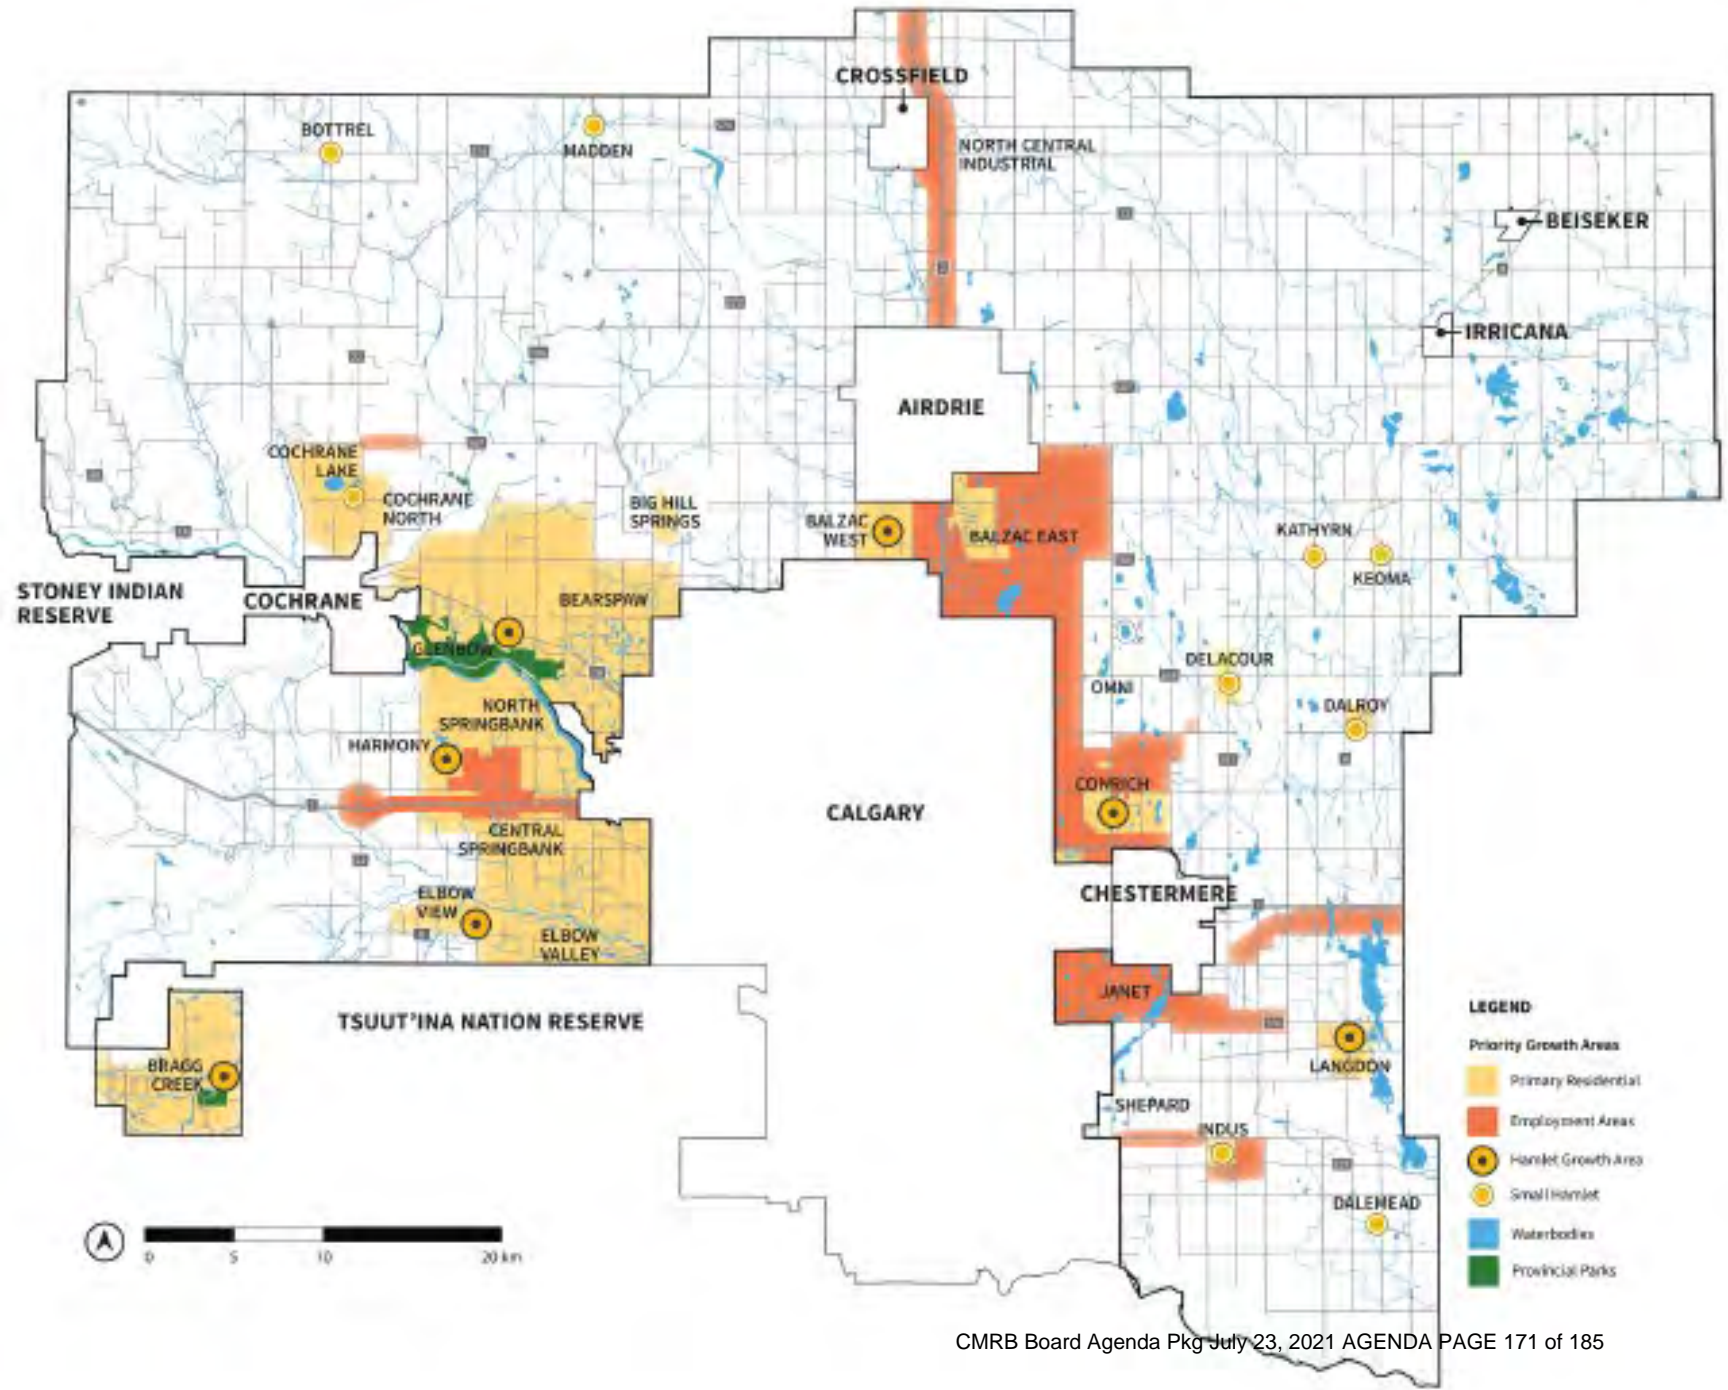 CROSSFIELD
BOTTREL
MADDEN
NORTH CENTRAL
INDUSTRIAL
BEISEKER
IRRICANA
AIRDRIE
COCHRANE
LAKE
COCHRANE
NORTH
BIG HILL
SPRINGS
BALZAC
WEST
BALZAC EAST
KATHYRN
KEOMA
STONEY INDIAN
RESERVE
COCHRANE
BEARSPAW
GLENBOW
DELACOUR
OMNI
NORTH
SPRINGBANK
DALROY
HARMONY
CONRICH
CALGARY
CENTRAL
SPRINGBANK
CHESTERMERE
ELBOW
VIEW
ELBOW
VALLEY
JANET
TSUUT'INA NATION RESERVE
LANGDON
BRAGG
CREEK
SHEPARD
INDUS
DALEMEAD
LEGEND
Priority Growth Areas
Primary Residential
Employment Areas
Hamlet Growth Area
Small Hamlet
Waterbodies
Provincial Parks
0 5 10 20 km
CMRB Board Agenda Pkg July 23, 2021 AGENDA PAGE 171 of 185